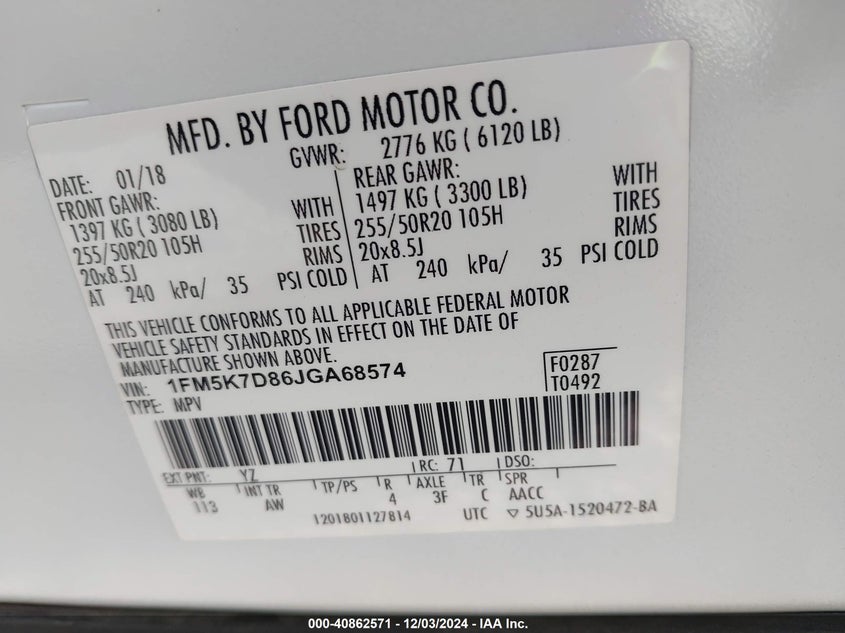 MFD. BY FORD MOTOR CO.
DATE: 01/18 GVWR: 2776 KG ( 6120 LB)
FRONT GAWR: REAR GAWR:
1397 KG ( 3080 LB) WITH 1497 KG ( 3300 LB) WITH
255/50R20 105H TIRES 255/50R20 105H TIRES
20x8.5J RIMS 20x8.5J RIMS
AT 240 kPa/ 35 PSI COLD AT 240 kPa/ 35 PSI COLD
THIS VEHICLE CONFORMS TO ALL APPLICABLE FEDERAL MOTOR
VEHICLE SAFETY STANDARDS IN EFFECT ON THE DATE OF
MANUFACTURE SHOWN ABOVE.
VIN: 1FM5K7D86JGA68574 F0287
TYPE: MPV T0492
EXT PNT: YZ RC: 71 DSO:
WB INT TR TP/PS R AXLE TR SPR
113 AW 4 3F C AACC
1201801127814 UTC ▽ 5U5A-1520472-BA
000-40862571 - 12/03/2024 - IAA Inc.